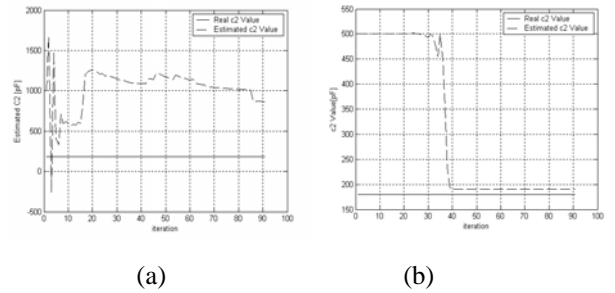 Real c2 Value
Estimated c2 Value
2000
1500
1000
500
0
-500
Estimated C2 [pF]
0 10 20 30 40 50 60 70 80 90 100
iteration
(a)
Real c2 Value
Estimated c2 Value
550
500
450
400
350
300
250
200
150
c2 Value[pF]
0 10 20 30 40 50 60 70 80 90 100
iteration
(b)